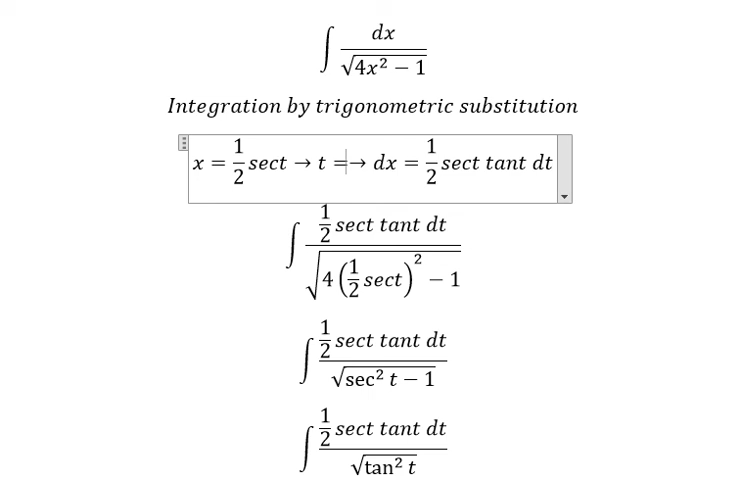 ∫ dx / √(4x² − 1)
Integration by trigonometric substitution
x = 1/2 sect → t =→ dx = 1/2 sect tant dt
∫ (1/2 sect tant dt) / √(4(1/2 sect)² − 1)
∫ (1/2 sect tant dt) / √(sec² t − 1)
∫ (1/2 sect tant dt) / √(tan² t)